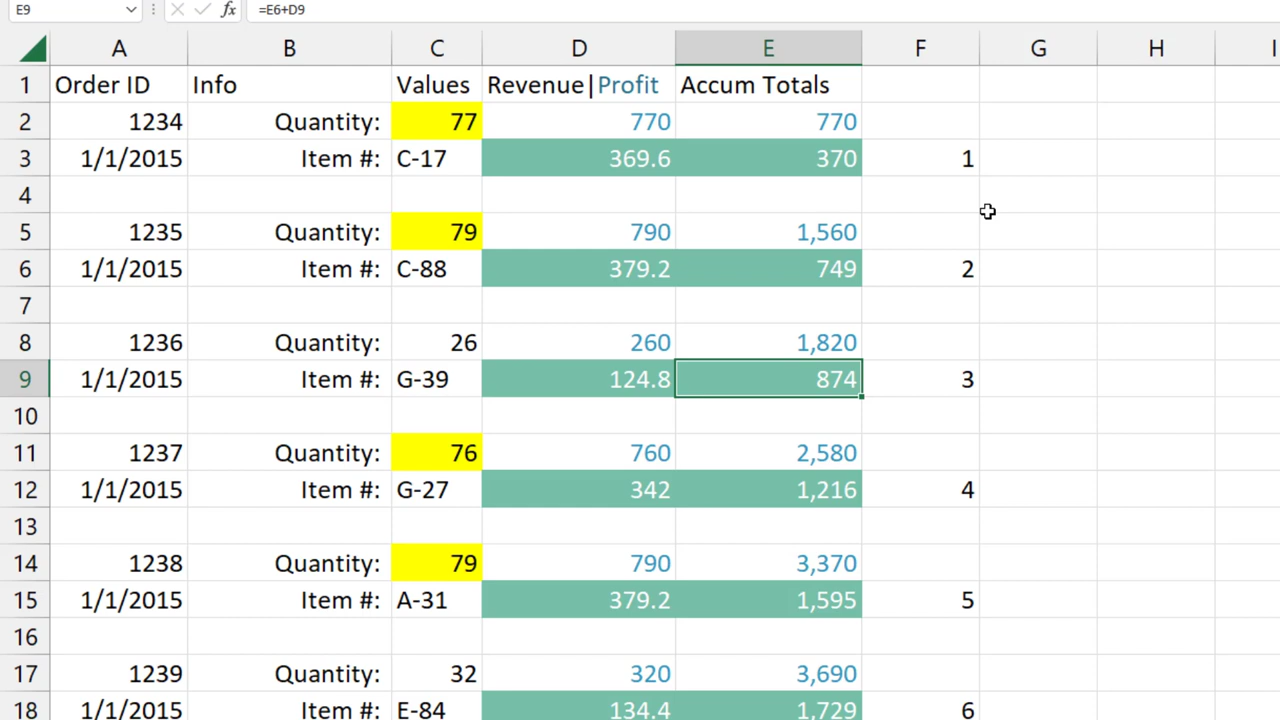 E9 fx =E6+D9
A B C D E F G H I
1 Order ID Info Values Revenue|Profit Accum Totals
2 1234 Quantity: 77 770 770
3 1/1/2015 Item #: C-17 369.6 370 1
4
5 1235 Quantity: 79 790 1,560
6 1/1/2015 Item #: C-88 379.2 749 2
7
8 1236 Quantity: 26 260 1,820
9 1/1/2015 Item #: G-39 124.8 874 3
10
11 1237 Quantity: 76 760 2,580
12 1/1/2015 Item #: G-27 342 1,216 4
13
14 1238 Quantity: 79 790 3,370
15 1/1/2015 Item #: A-31 379.2 1,595 5
16
17 1239 Quantity: 32 320 3,690
18 1/1/2015 Item #: E-84 134.4 1,729 6